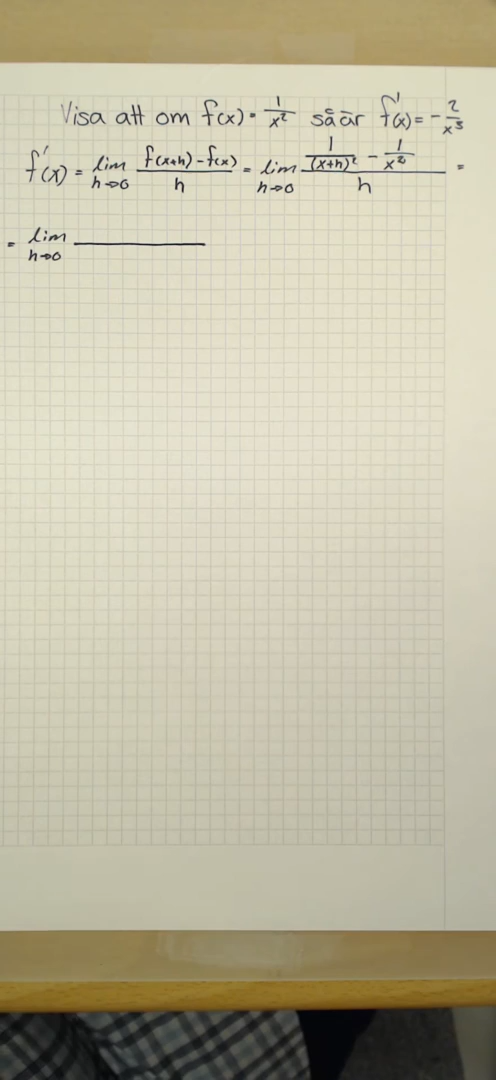 Visa att om f(x) = 1/x² så är f'(x) = -2/x³
f'(x) = lim h→0 (f(x+h) - f(x))/h = lim h→0 (1/(x+h)² - 1/x²)/h =
= lim h→0